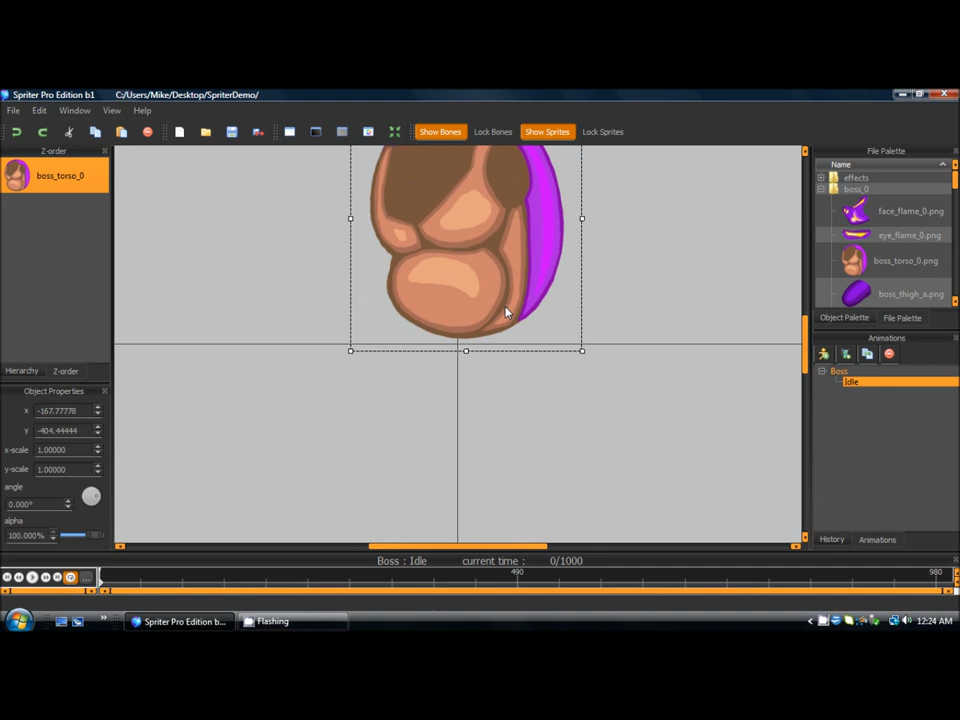 Spriter Pro Edition b1 C:/Users/Mike/Desktop/SpriterDemo/
File Edit Window View Help
Show Bones Lock Bones Show Sprites Lock Sprites
Z-order
boss_torso_0
Hierarchy Z-order
Object Properties
x -167.77778
y -404.44444
x-scale 1.00000
y-scale 1.00000
angle
0.000°
alpha
100.000%
File Palette
Name
effects
boss_0
face_flame_0.png
eye_flame_0.png
boss_torso_0.png
boss_thigh_a.png
Object Palette File Palette
Animations
Boss
Idle
History Animations
Boss : Idle current time : 0/1000
490 980
Spriter Pro Edition b... Flashing 12:24 AM